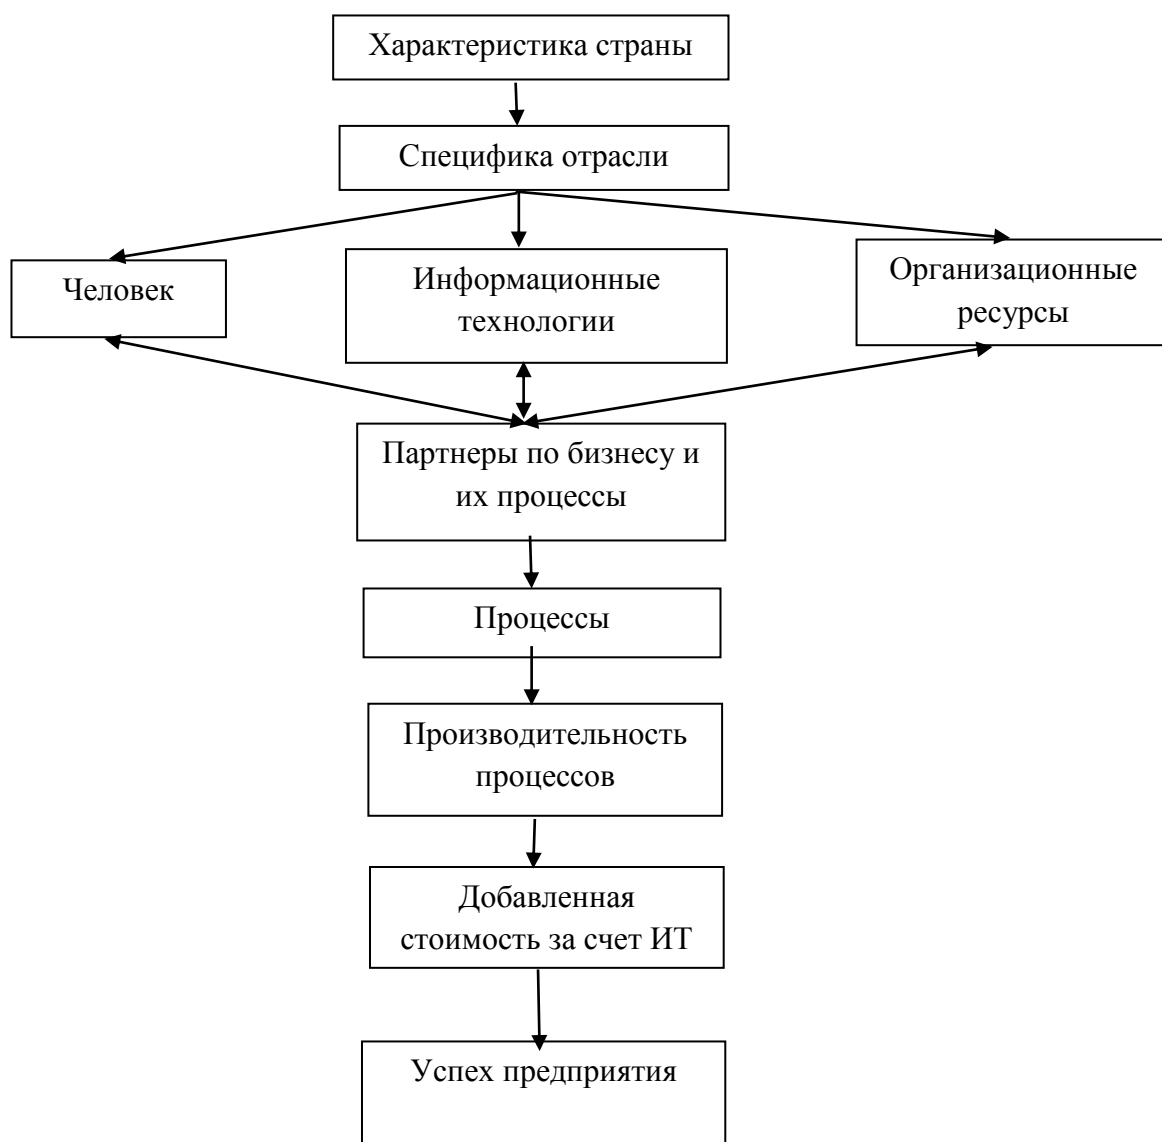 Характеристика страны
Специфика отрасли
Человек
Информационные
технологии
Организационные
ресурсы
Партнеры по бизнесу и
их процессы
Процессы
Производительность
процессов
Добавленная
стоимость за счет ИТ
Успех предприятия